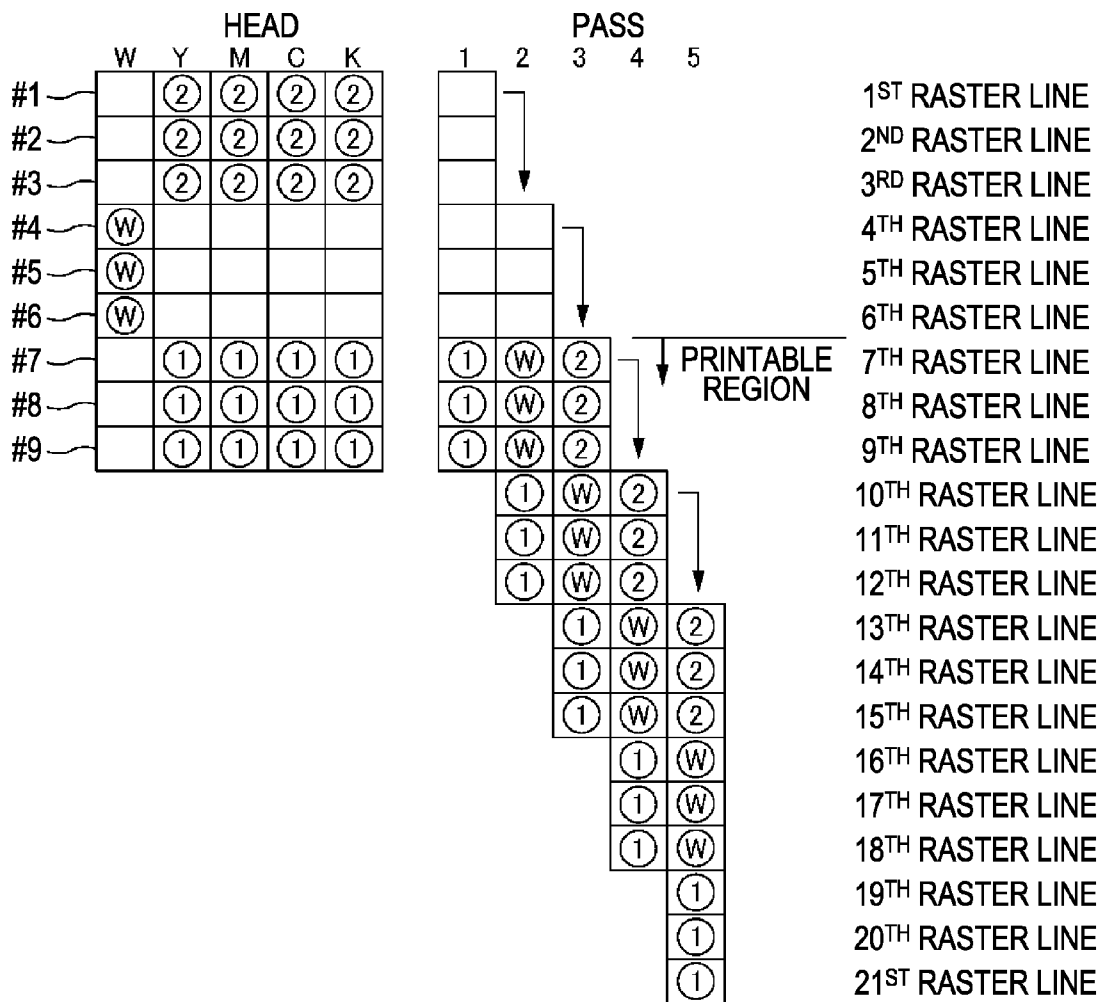 HEAD PASS
W Y M C K 1 2 3 4 5
#1 2 2 2 2 1ST RASTER LINE
#2 2 2 2 2 2ND RASTER LINE
#3 2 2 2 2 3RD RASTER LINE
#4 W 4TH RASTER LINE
#5 W 5TH RASTER LINE
#6 W 6TH RASTER LINE
#7 1 1 1 1 1 W 2 PRINTABLE REGION 7TH RASTER LINE
#8 1 1 1 1 1 W 2 8TH RASTER LINE
#9 1 1 1 1 1 W 2 9TH RASTER LINE
1 W 2 10TH RASTER LINE
1 W 2 11TH RASTER LINE
1 W 2 12TH RASTER LINE
1 W 2 13TH RASTER LINE
1 W 2 14TH RASTER LINE
1 W 2 15TH RASTER LINE
1 W 16TH RASTER LINE
1 W 17TH RASTER LINE
1 W 18TH RASTER LINE
1 19TH RASTER LINE
1 20TH RASTER LINE
1 21ST RASTER LINE